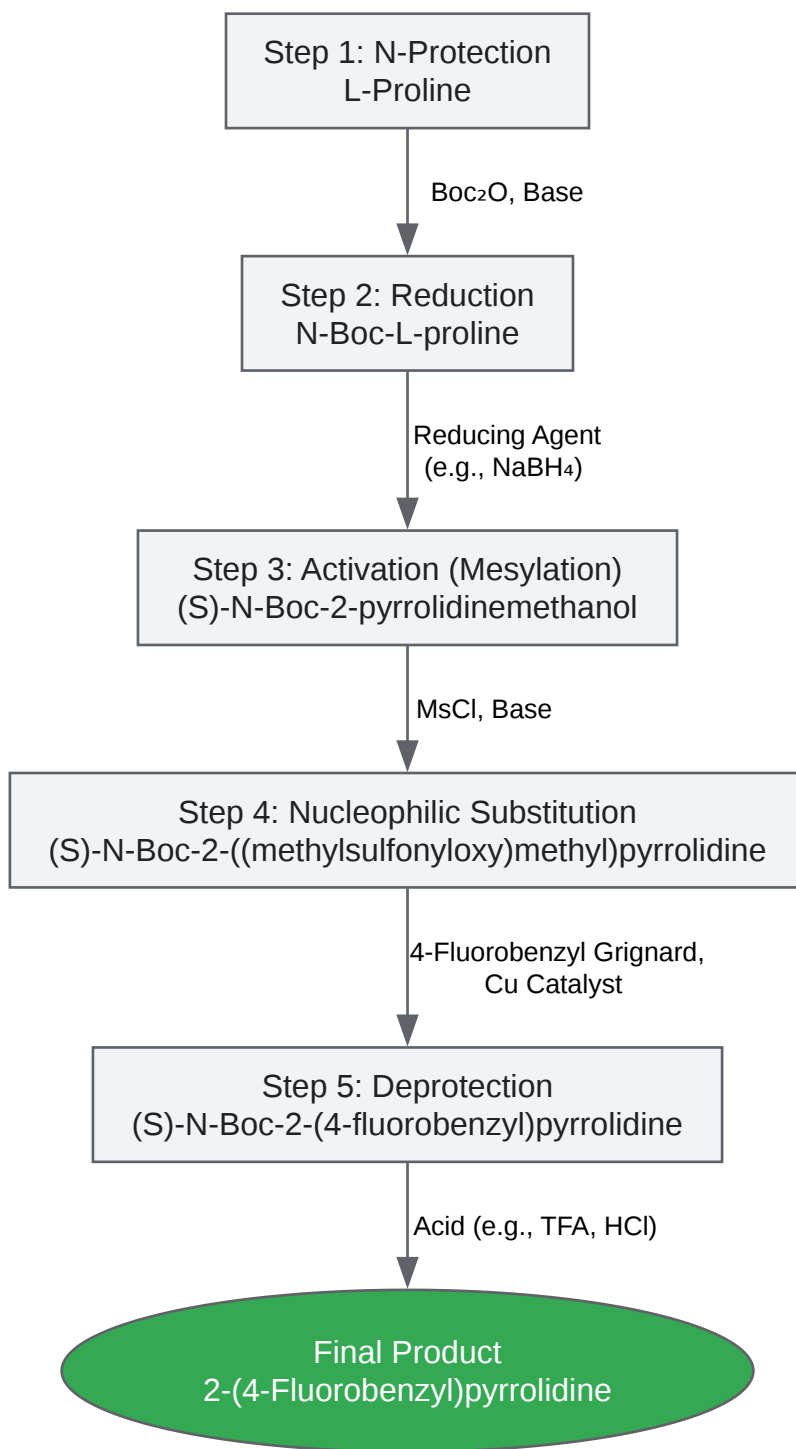 Step 1: N-Protection
L-Proline
Boc₂O, Base
Step 2: Reduction
N-Boc-L-proline
Reducing Agent
(e.g., NaBH₄)
Step 3: Activation (Mesylation)
(S)-N-Boc-2-pyrrolidinemethanol
MsCl, Base
Step 4: Nucleophilic Substitution
(S)-N-Boc-2-((methylsulfonyloxy)methyl)pyrrolidine
4-Fluorobenzyl Grignard,
Cu Catalyst
Step 5: Deprotection
(S)-N-Boc-2-(4-fluorobenzyl)pyrrolidine
Acid (e.g., TFA, HCl)
Final Product
2-(4-Fluorobenzyl)pyrrolidine